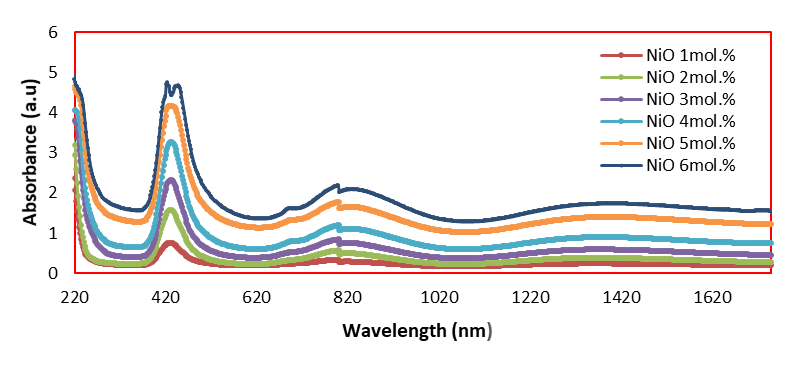 6
5
4
3
2
1
0
Absorbance (a.u)
NiO 1mol.%
NiO 2mol.%
NiO 3mol.%
NiO 4mol.%
NiO 5mol.%
NiO 6mol.%
220 420 620 820 1020 1220 1420 1620
Wavelength (nm)